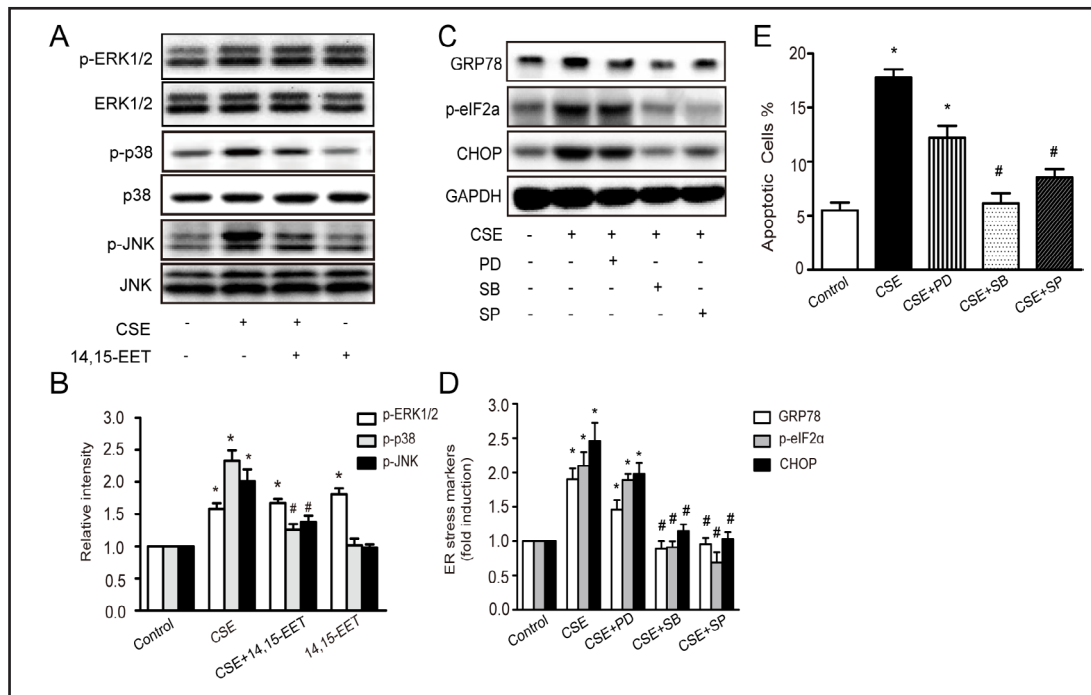 A
p-ERK1/2
ERK1/2
p-p38
p38
p-JNK
JNK
CSE - + + -
14,15-EET - - + +
B
Relative intensity
3.0
2.5
2.0
1.5
1.0
0.5
0.0
p-ERK1/2
p-p38
p-JNK
* * *
* # #
*
Control CSE CSE+14,15-EET 14,15-EET
C
GRP78
p-eIF2a
CHOP
GAPDH
CSE - + + + +
PD - - + - -
SB - - - + -
SP - - - - +
D
ER stress markers
(fold induction)
3.0
2.5
2.0
1.5
1.0
0.5
0.0
GRP78
p-eIF2α
CHOP
* * *
* * *
# # #
# # #
Control CSE CSE+PD CSE+SB CSE+SP
E
Apoptotic Cells %
20
15
10
5
0
* * # #
Control CSE CSE+PD CSE+SB CSE+SP